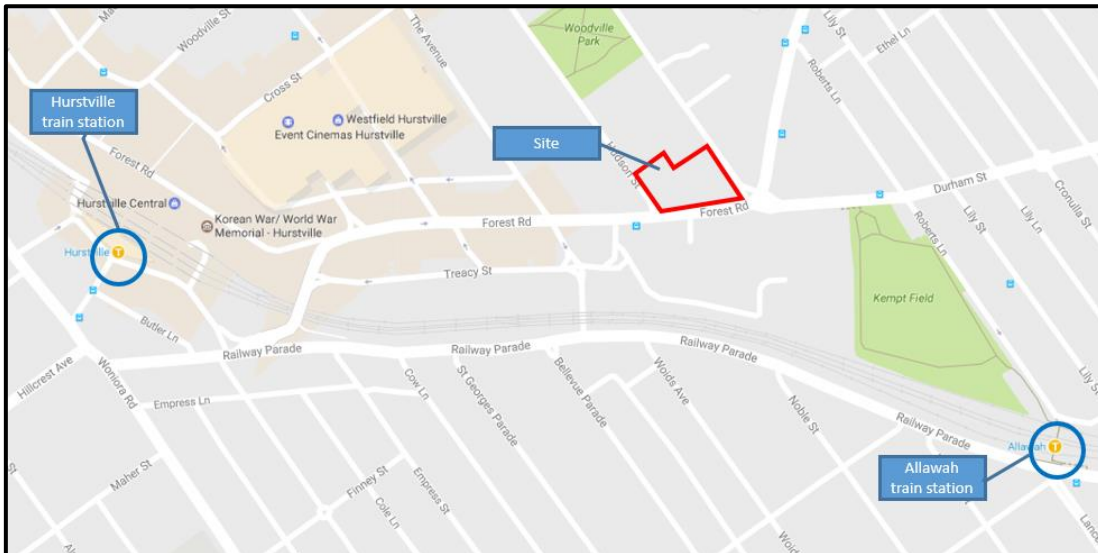 Woodville St
The Avenue
Woodville
Park
Lily St
Ethel Ln
Cross St
Roberts Ln
Hurstville
train station
Westfield Hurstville
Event Cinemas Hurstville
Site
Hudson St
Forest Rd
Durham St
Cronulla St
Hurstville Central
Korean War/ World War
Memorial - Hurstville
Forest Rd
Forest Rd
Roberts Ln
Lily St
Lily Ln
Hurstville
T
Treacy St
Kempt Field
Butler Ln
Railway Parade
Railway Parade
Railway Parade
Hillcrest Ave
Woniora Rd
Empress Ln
Cow Ln
St Georges Parade
Bellevue Parade
Woids Ave
Noble St
Lily St
Railway Parade
Allawah
T
Maher St
Finney St
Empress St
Cole Ln
Allawah
train station